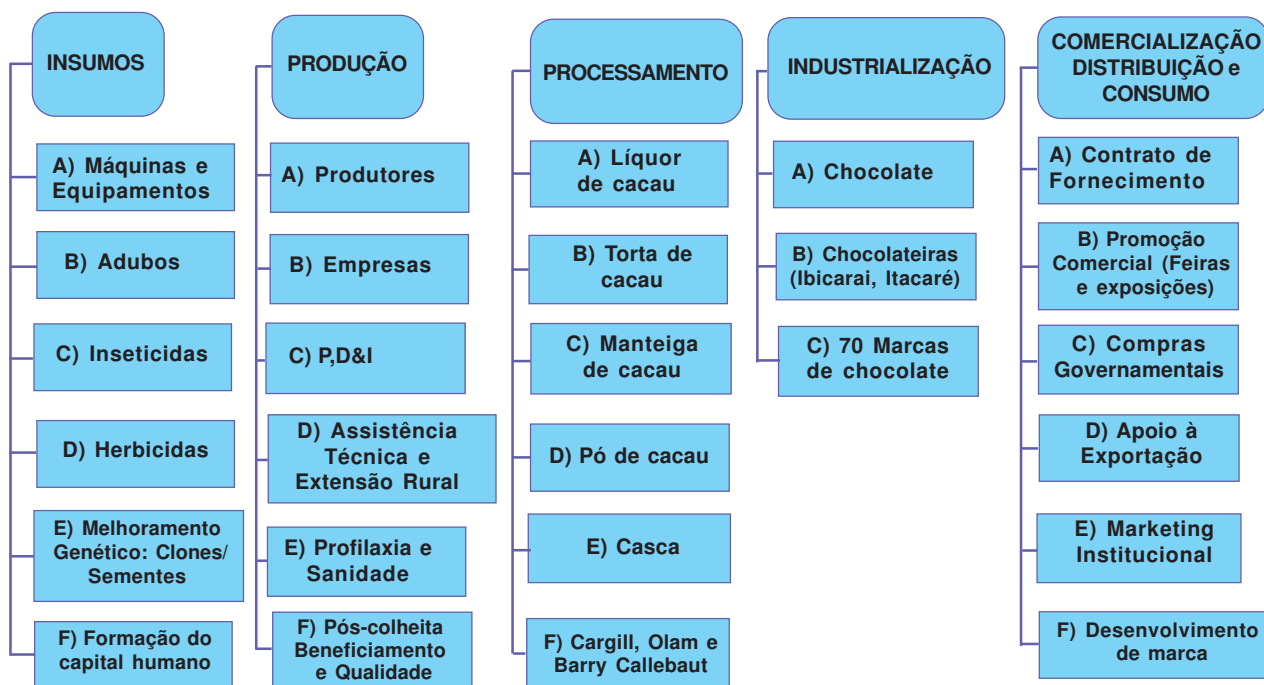 INSUMOS
A) Máquinas e
Equipamentos
B) Adubos
C) Inseticidas
D) Herbicidas
E) Melhoramento
Genético: Clones/
Sementes
F) Formação do
capital humano
PRODUÇÃO
A) Produtores
B) Empresas
C) P,D&I
D) Assistência
Técnica e
Extensão Rural
E) Profilaxia e
Sanidade
F) Pós-colheita
Beneficiamento
e Qualidade
PROCESSAMENTO
A) Líquor
de cacau
B) Torta de
cacau
C) Manteiga
de cacau
D) Pó de cacau
E) Casca
F) Cargill, Olam e
Barry Callebaut
INDUSTRIALIZAÇÃO
A) Chocolate
B) Chocolateiras
(Ibicarai, Itacaré)
C) 70 Marcas
de chocolate
COMERCIALIZAÇÃO
DISTRIBUIÇÃO e
CONSUMO
A) Contrato de
Fornecimento
B) Promoção
Comercial (Feiras
e exposições)
C) Compras
Governamentais
D) Apoio à
Exportação
E) Marketing
Institucional
F) Desenvolvimento
de marca